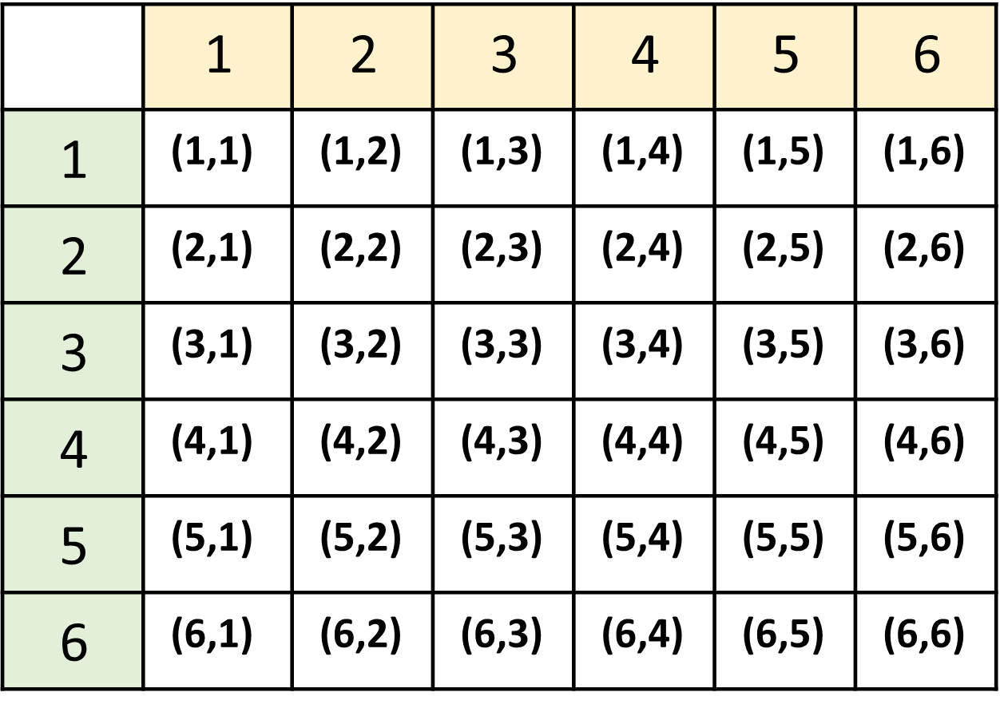 1 2 3 4 5 6
1 (1,1) (1,2) (1,3) (1,4) (1,5) (1,6)
2 (2,1) (2,2) (2,3) (2,4) (2,5) (2,6)
3 (3,1) (3,2) (3,3) (3,4) (3,5) (3,6)
4 (4,1) (4,2) (4,3) (4,4) (4,5) (4,6)
5 (5,1) (5,2) (5,3) (5,4) (5,5) (5,6)
6 (6,1) (6,2) (6,3) (6,4) (6,5) (6,6)